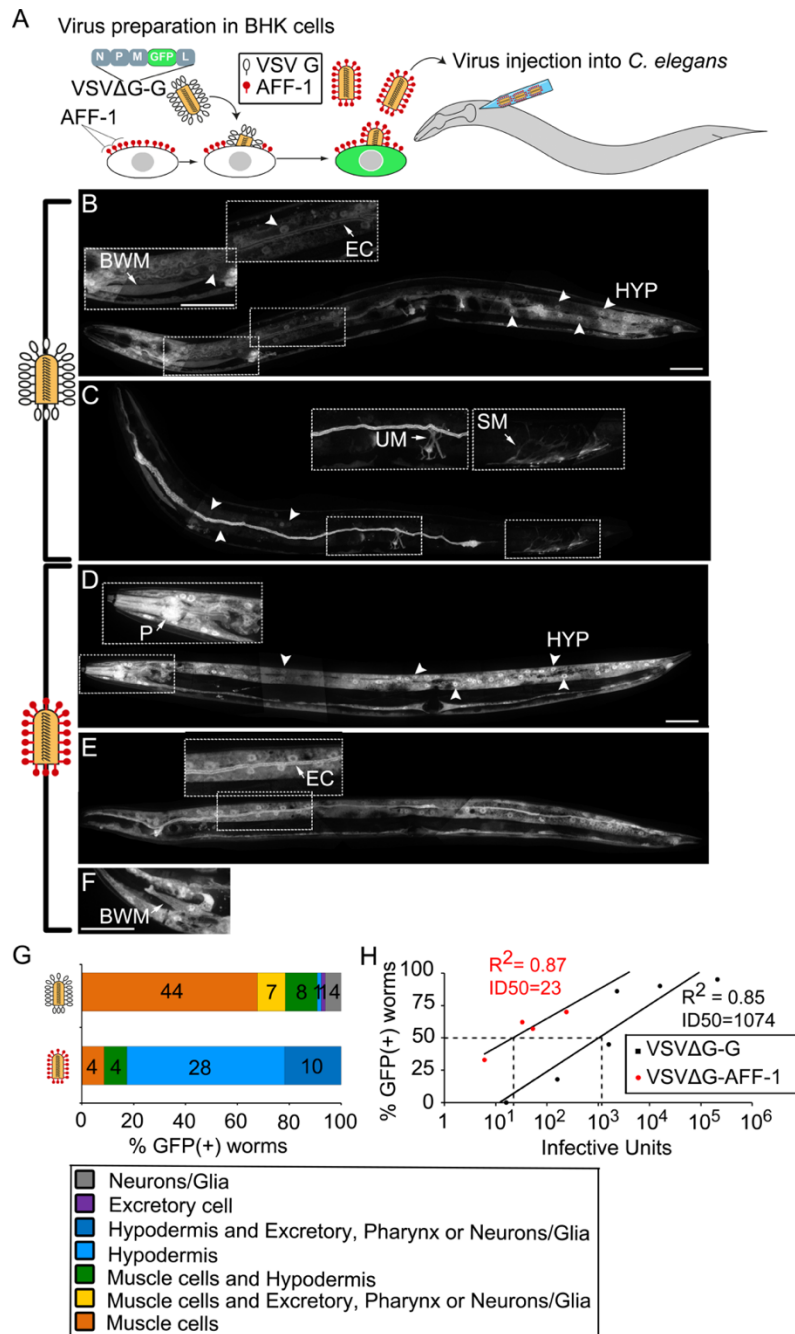 A
Virus preparation in BHK cells
N P M GFP L
VSVΔG-G
AFF-1
VSV G
AFF-1
Virus injection into C. elegans
B
BWM
EC
HYP
C
UM
SM
D
P
HYP
E
EC
F
BWM
G
44 7 8 1 1 4
4 4 28 10
0 20 40 60 80 100
% GFP(+) worms
H
% GFP(+) worms
100
75
50
25
0
R2= 0.87
ID50=23
R2 = 0.85
ID50=1074
VSVΔG-G
VSVΔG-AFF-1
1 101 102 103 104 105 106
Infective Units
Neurons/Glia
Excretory cell
Hypodermis and Excretory, Pharynx or Neurons/Glia
Hypodermis
Muscle cells and Hypodermis
Muscle cells and Excretory, Pharynx or Neurons/Glia
Muscle cells